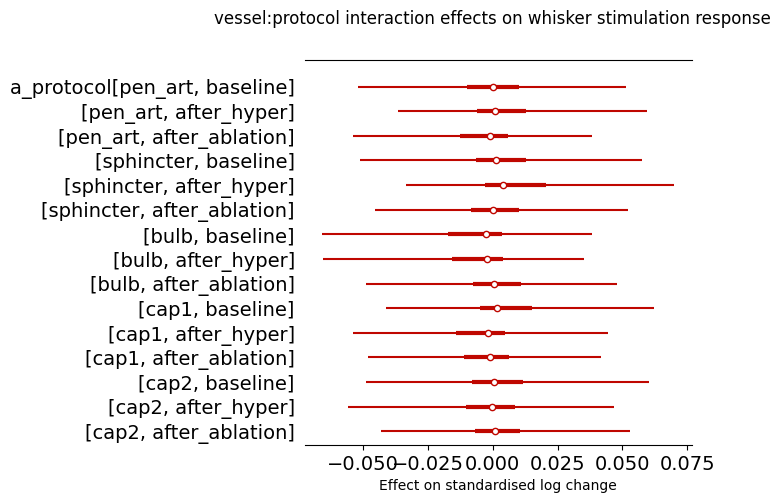 vessel:protocol interaction effects on whisker stimulation response
a_protocol[pen_art, baseline]
[pen_art, after_hyper]
[pen_art, after_ablation]
[sphincter, baseline]
[sphincter, after_hyper]
[sphincter, after_ablation]
[bulb, baseline]
[bulb, after_hyper]
[bulb, after_ablation]
[cap1, baseline]
[cap1, after_hyper]
[cap1, after_ablation]
[cap2, baseline]
[cap2, after_hyper]
[cap2, after_ablation]
−0.050 −0.025 0.000 0.025 0.050 0.075
Effect on standardised log change